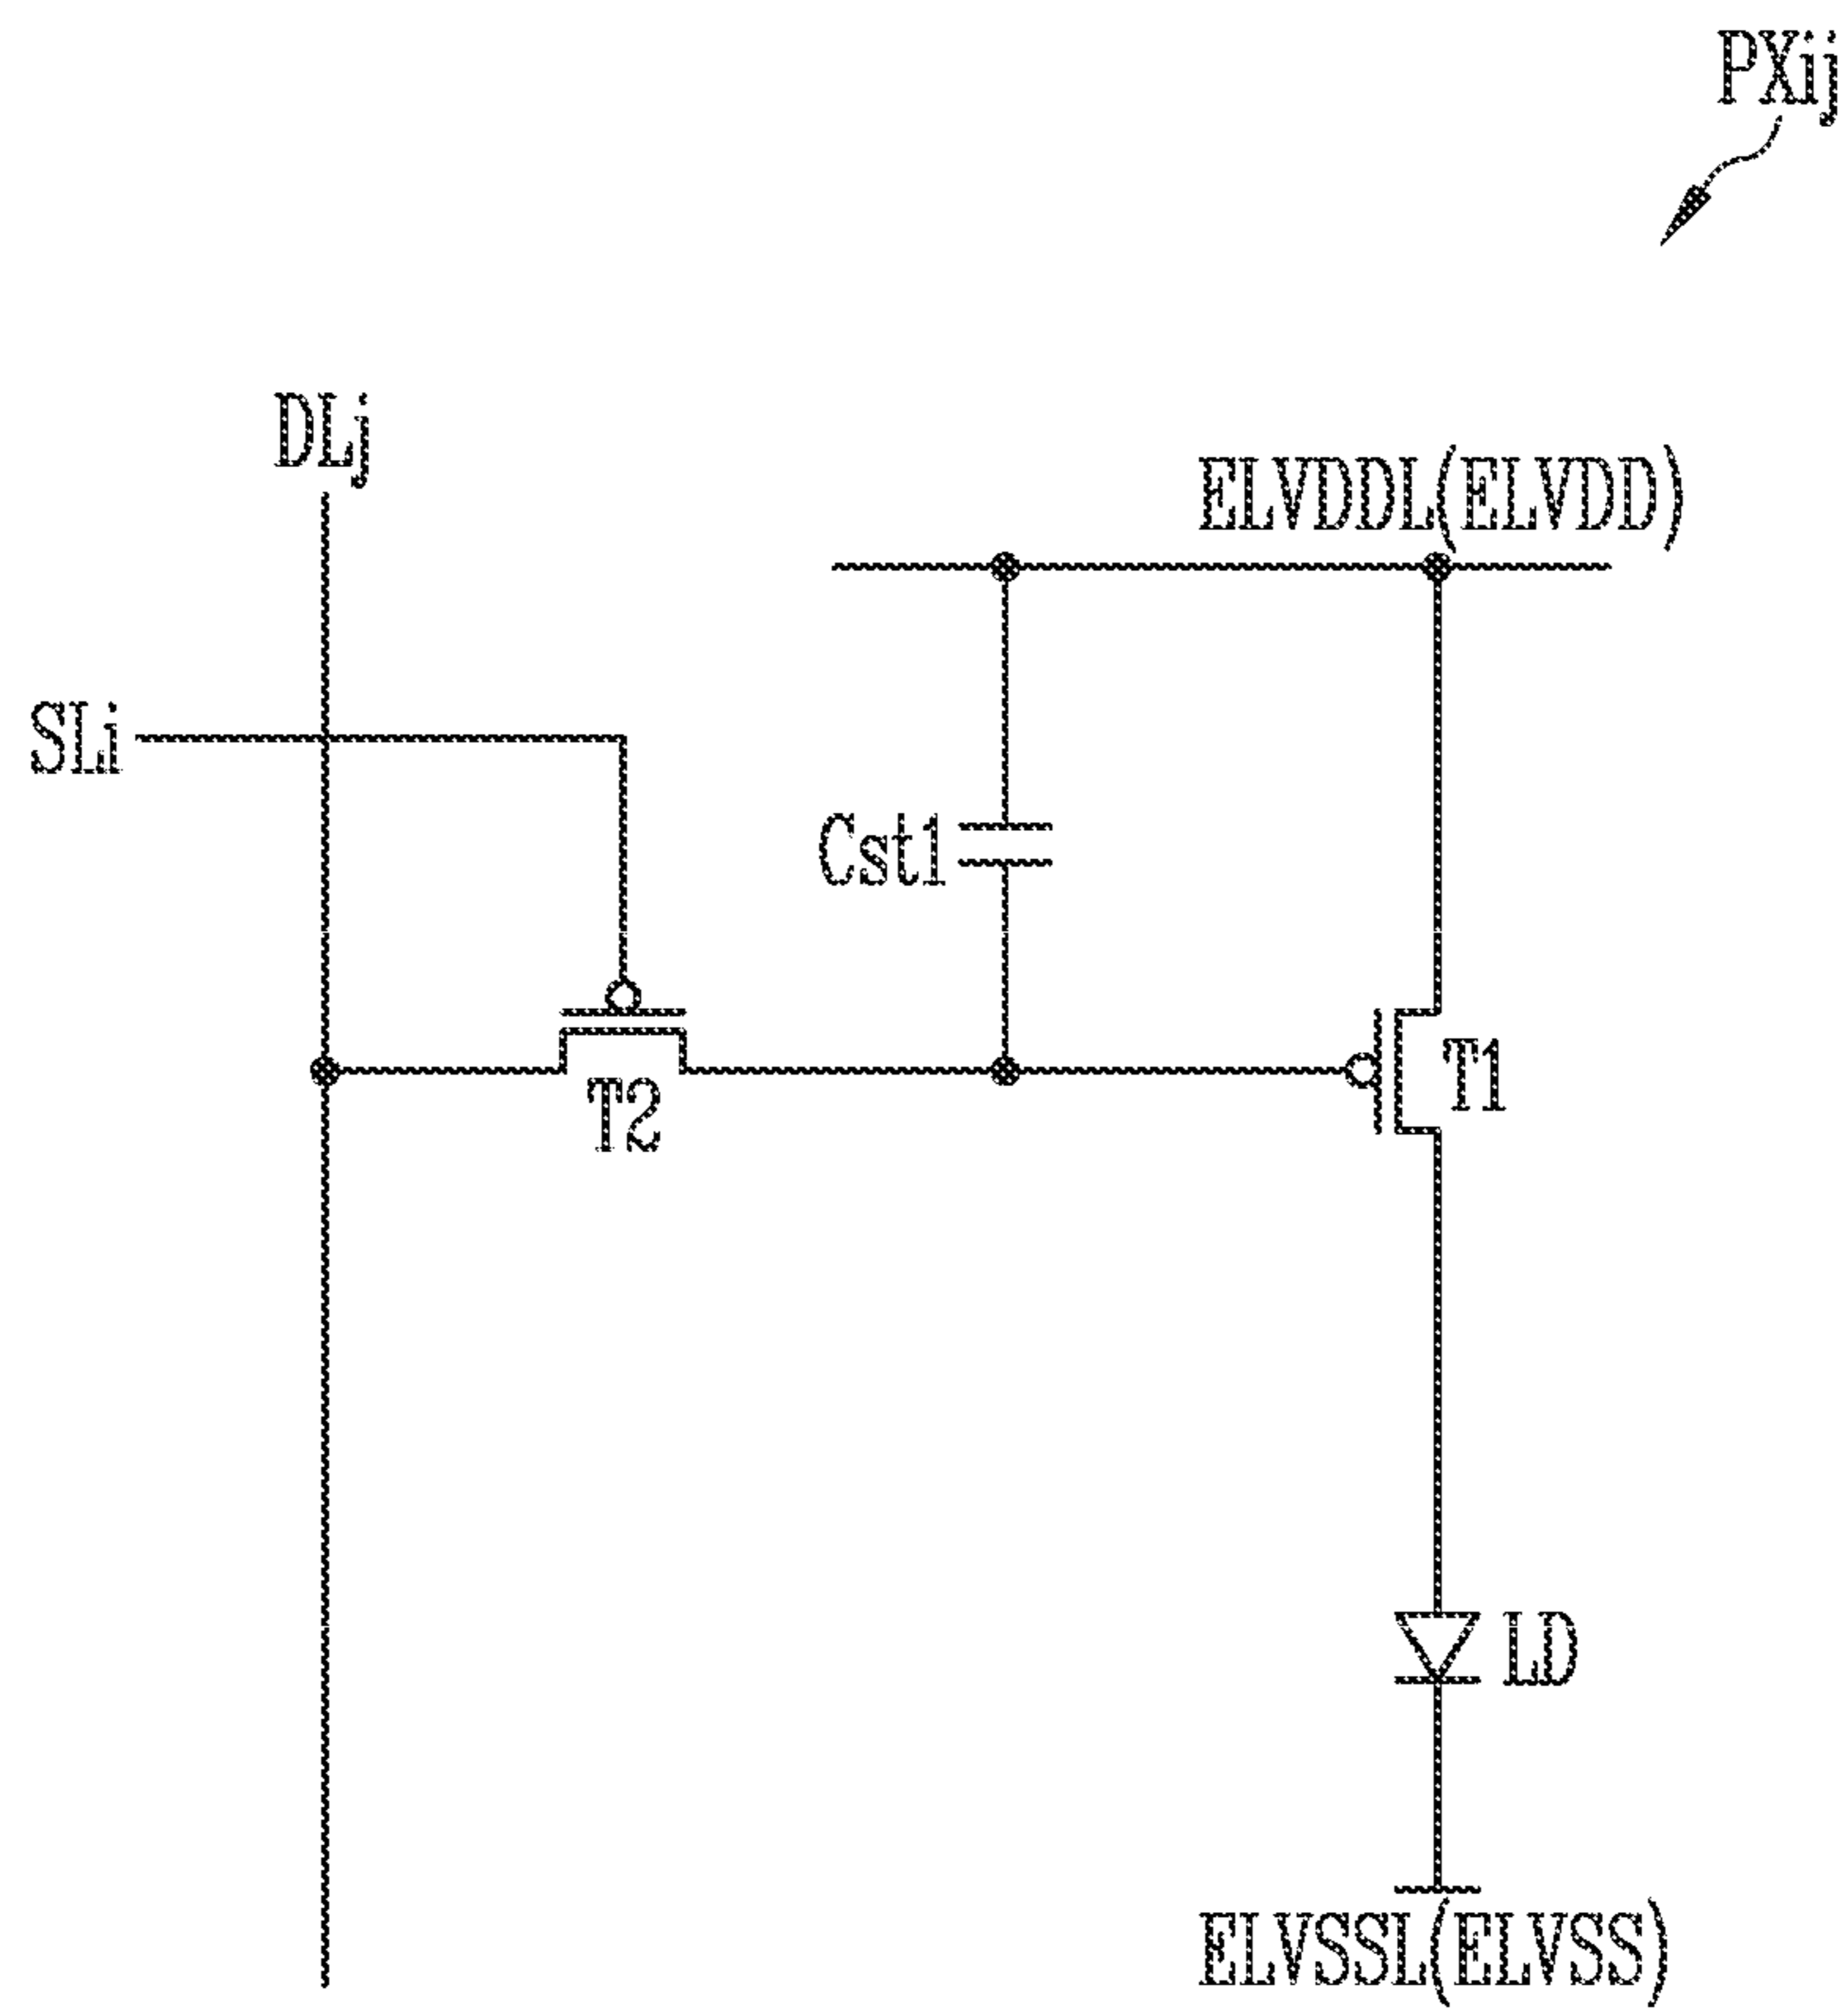 PXij
DLj
ELVDDL(ELVDD)
SLi
Cst1
T1
T2
LD
ELVSSL(ELVSS)